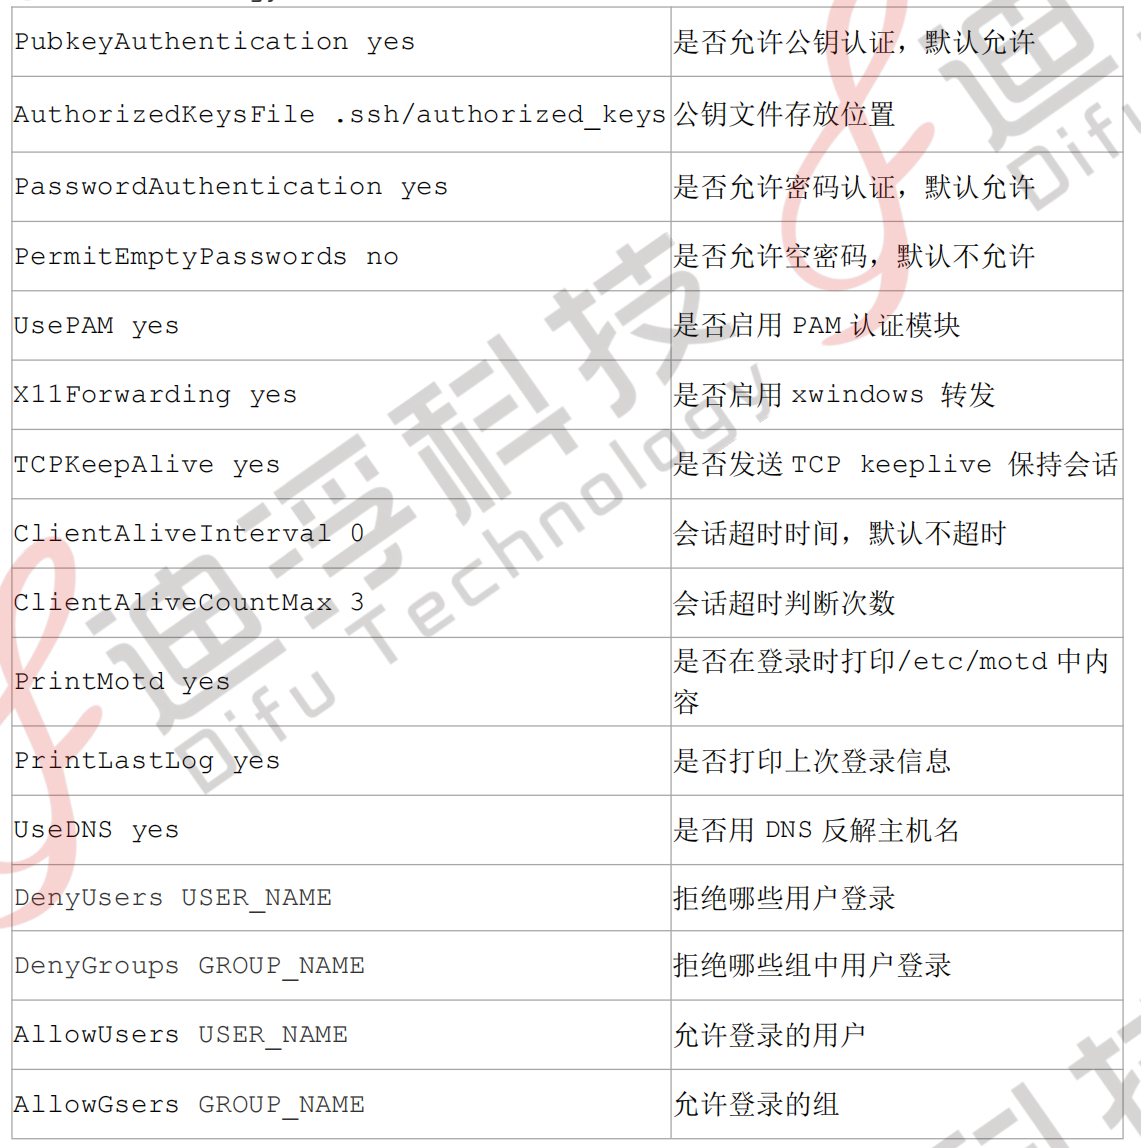 PubkeyAuthentication yes 是否允许公钥认证，默认允许
AuthorizedKeysFile .ssh/authorized_keys 公钥文件存放位置
PasswordAuthentication yes 是否允许密码认证，默认允许
PermitEmptyPasswords no 是否允许空密码，默认不允许
UsePAM yes 是否启用 PAM 认证模块
X11Forwarding yes 是否启用 xwindows 转发
TCPKeepAlive yes 是否发送 TCP keeplive 保持会话
ClientAliveInterval 0 会话超时时间，默认不超时
ClientAliveCountMax 3 会话超时判断次数
PrintMotd yes 是否在登录时打印/etc/motd 中内
容
PrintLastLog yes 是否打印上次登录信息
UseDNS yes 是否用 DNS 反解主机名
DenyUsers USER_NAME 拒绝哪些用户登录
DenyGroups GROUP_NAME 拒绝哪些组中用户登录
AllowUsers USER_NAME 允许登录的用户
AllowGsers GROUP_NAME 允许登录的组
迪孚科技
Difu Technology
迪
Difu